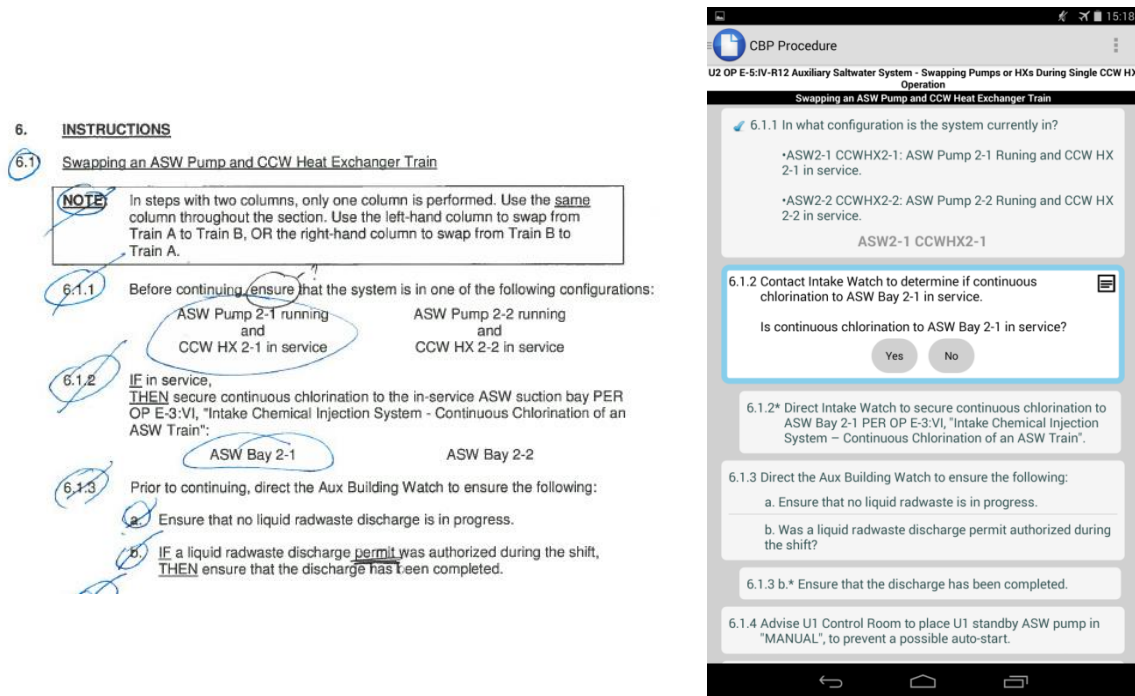 6. INSTRUCTIONS
6.1 Swapping an ASW Pump and CCW Heat Exchanger Train
NOTE: In steps with two columns, only one column is performed. Use the same
column throughout the section. Use the left-hand column to swap from
Train A to Train B, OR the right-hand column to swap from Train B to
Train A.
?
6.1.1 Before continuing, ensure that the system is in one of the following configurations:
ASW Pump 2-1 running ASW Pump 2-2 running
and and
CCW HX 2-1 in service CCW HX 2-2 in service
6.1.2 IF in service,
THEN secure continuous chlorination to the in-service ASW suction bay PER
OP E-3:VI, "Intake Chemical Injection System - Continuous Chlorination of an
ASW Train":
ASW Bay 2-1 ASW Bay 2-2
6.1.3 Prior to continuing, direct the Aux Building Watch to ensure the following:
a. Ensure that no liquid radwaste discharge is in progress.
b. IF a liquid radwaste discharge permit was authorized during the shift,
THEN ensure that the discharge has been completed.
15:18
CBP Procedure
U2 OP E-5:IV-R12 Auxiliary Saltwater System - Swapping Pumps or HXs During Single CCW HX
Operation
Swapping an ASW Pump and CCW Heat Exchanger Train
6.1.1 In what configuration is the system currently in?
•ASW2-1 CCWHX2-1: ASW Pump 2-1 Runing and CCW HX
2-1 in service.
•ASW2-2 CCWHX2-2: ASW Pump 2-2 Runing and CCW HX
2-2 in service.
ASW2-1 CCWHX2-1
6.1.2 Contact Intake Watch to determine if continuous
chlorination to ASW Bay 2-1 in service.
Is continuous chlorination to ASW Bay 2-1 in service?
Yes No
6.1.2* Direct Intake Watch to secure continuous chlorination to
ASW Bay 2-1 PER OP E-3:VI, "Intake Chemical Injection
System – Continuous Chlorination of an ASW Train".
6.1.3 Direct the Aux Building Watch to ensure the following:
a. Ensure that no liquid radwaste is in progress.
b. Was a liquid radwaste discharge permit authorized during
the shift?
6.1.3 b.* Ensure that the discharge has been completed.
6.1.4 Advise U1 Control Room to place U1 standby ASW pump in
"MANUAL", to prevent a possible auto-start.